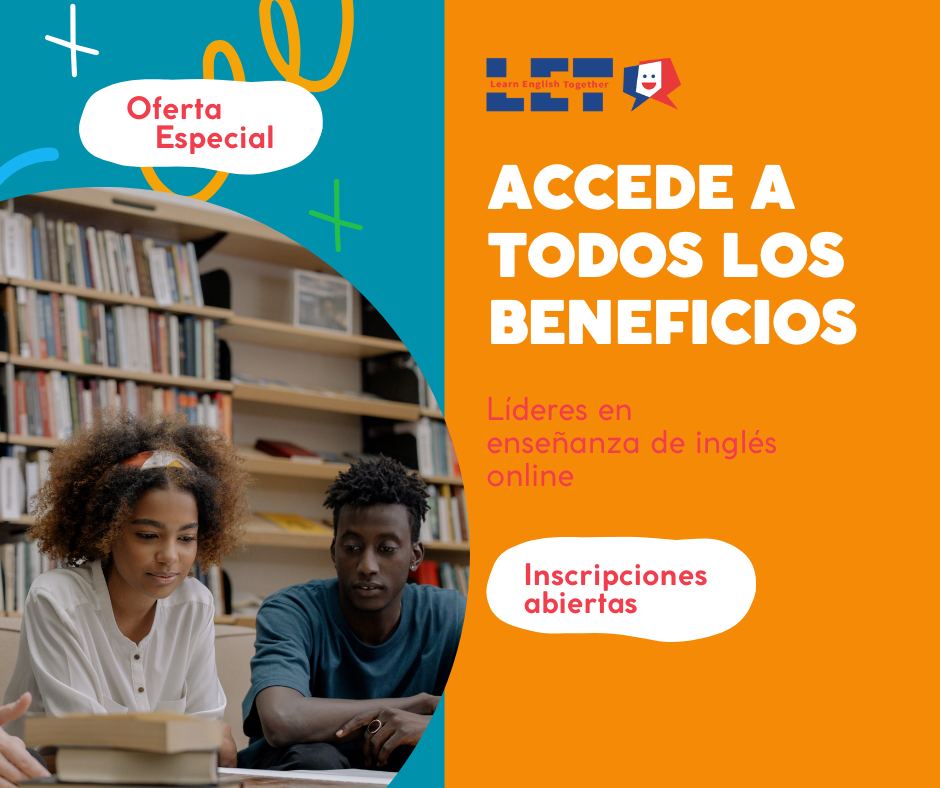 Oferta
Especial
LET
Learn English Together
ACCEDE A
TODOS LOS
BENEFICIOS
Líderes en
enseñanza de inglés
online
Inscripciones
abiertas